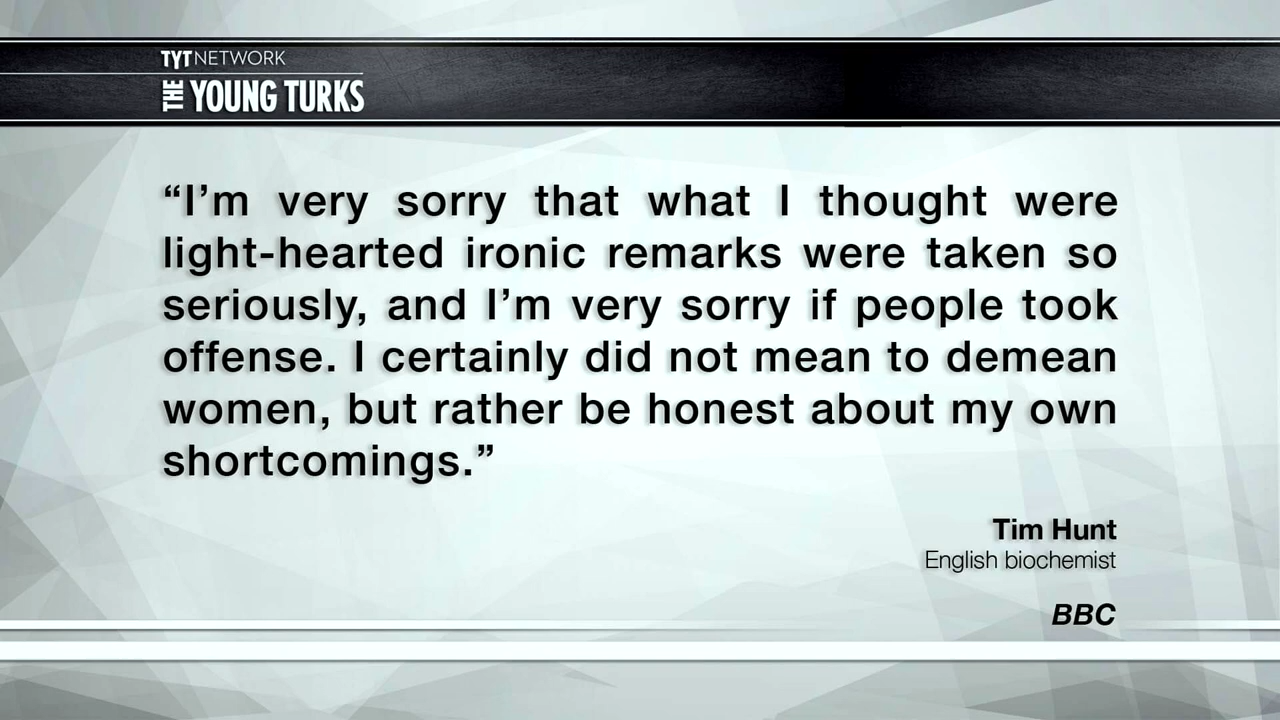 TYTNETWORK
THE YOUNG TURKS
“I’m very sorry that what I thought were
light-hearted ironic remarks were taken so
seriously, and I’m very sorry if people took
offense. I certainly did not mean to demean
women, but rather be honest about my own
shortcomings.”
Tim Hunt
English biochemist
BBC